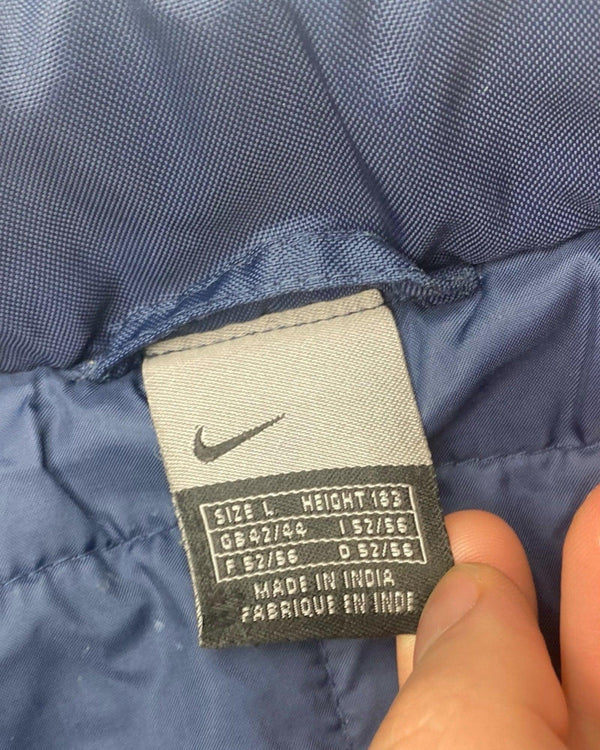 SIZE L HEIGHT 183
GB 42/44 I 52/56
F 52/56 D 52/56
MADE IN INDIA
FABRIQUE EN INDE